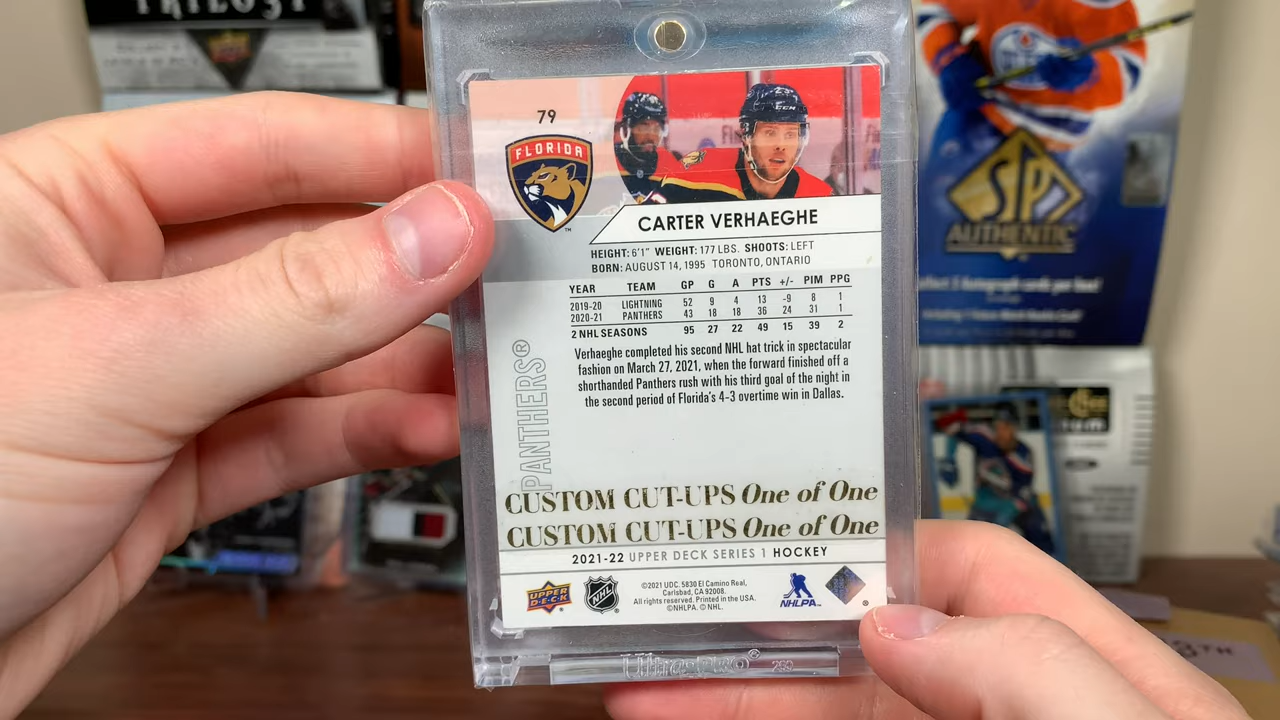 TRILOGY
UPPER DECK
79
FLORIDA
TM
CCM
CARTER VERHAEGHE
HEIGHT: 6'1" WEIGHT: 177 LBS. SHOOTS: LEFT
BORN: AUGUST 14, 1995 TORONTO, ONTARIO
YEAR TEAM GP G A PTS +/- PIM PPG
2019-20 LIGHTNING 52 9 4 13 -9 8 1
2020-21 PANTHERS 43 18 18 36 24 31 1
2 NHL SEASONS 95 27 22 49 15 39 2
Verhaeghe completed his second NHL hat trick in spectacular
fashion on March 27, 2021, when the forward finished off a
shorthanded Panthers rush with his third goal of the night in
the second period of Florida's 4-3 overtime win in Dallas.
PANTHERS®
CUSTOM CUT-UPS One of One
CUSTOM CUT-UPS One of One
2021-22 UPPER DECK SERIES 1 HOCKEY
UPPER DECK
NHL
©2021 UDC. 5830 El Camino Real,
Carlsbad, CA 92008.
All rights reserved. Printed in the USA.
©NHLPA. © NHL.
NHLPA
®
Ultra PRO®
SP
AUTHENTIC